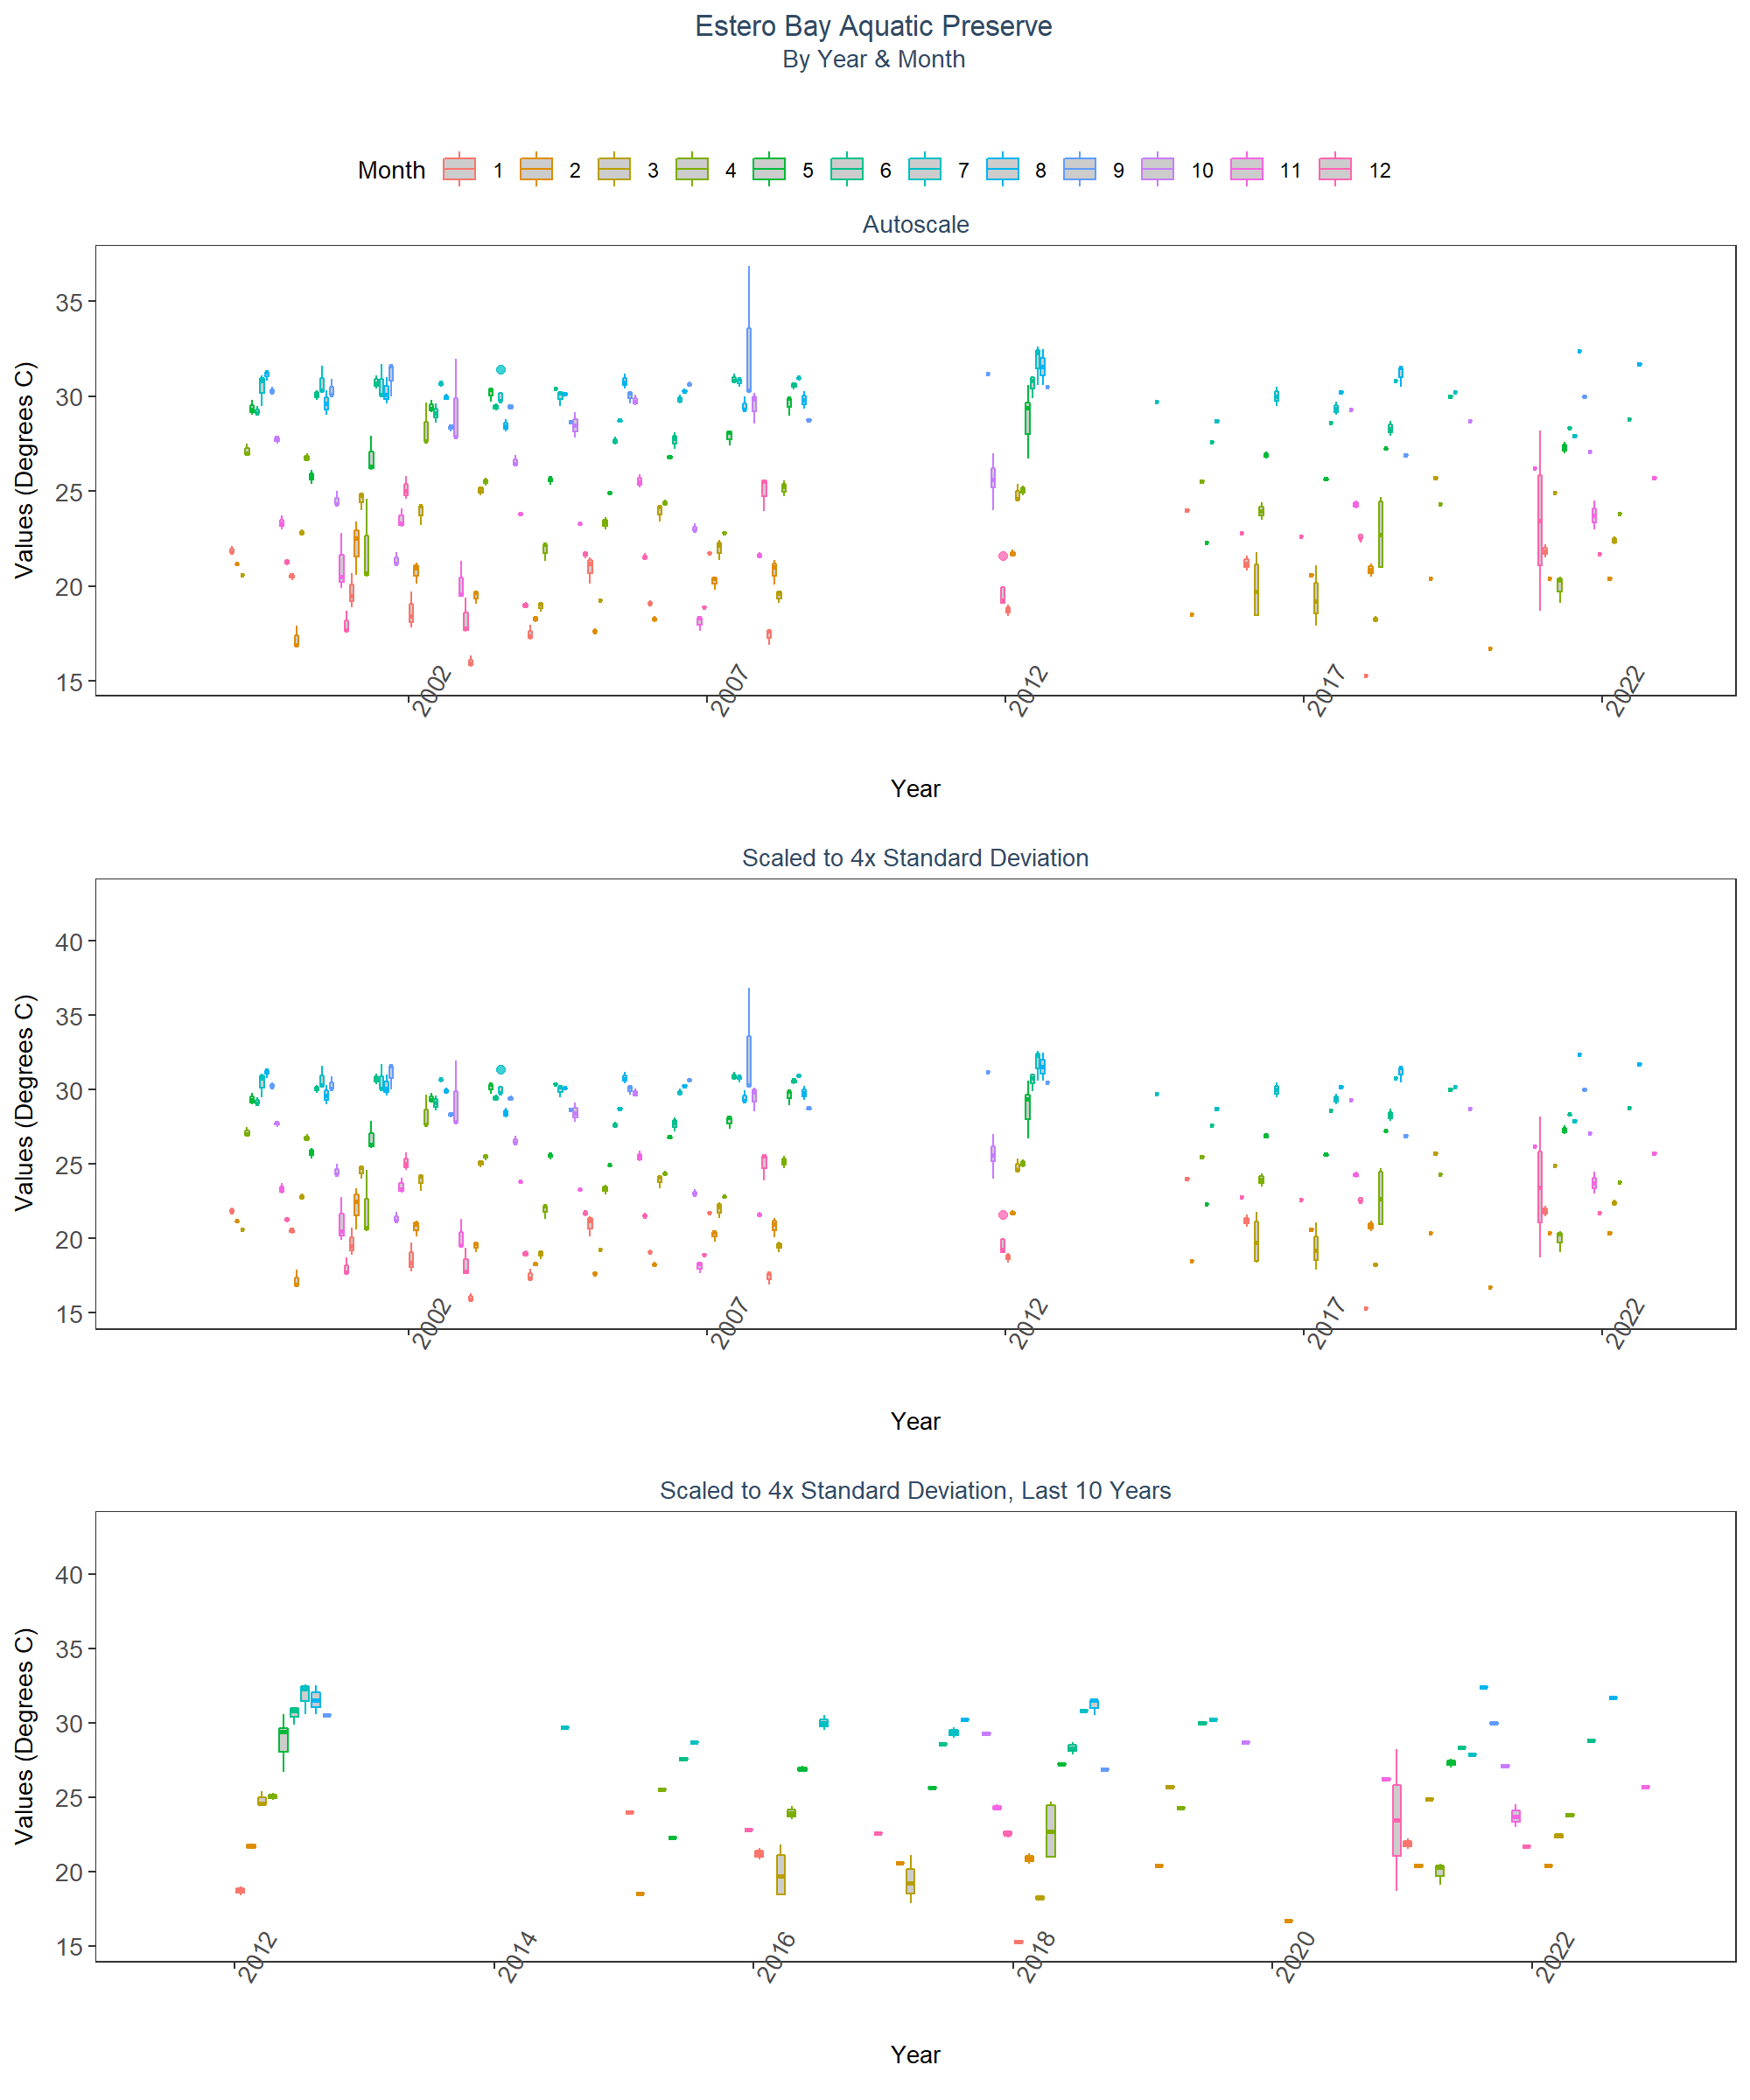 Estero Bay Aquatic Preserve
By Year & Month
Month 1 2 3 4 5 6 7 8 9 10 11 12
Autoscale
Values (Degrees C)
35
30
25
20
15
2002 2007 2012 2017 2022
Year
Scaled to 4x Standard Deviation
Values (Degrees C)
40
35
30
25
20
15
2002 2007 2012 2017 2022
Year
Scaled to 4x Standard Deviation, Last 10 Years
Values (Degrees C)
40
35
30
25
20
15
2012 2014 2016 2018 2020 2022
Year